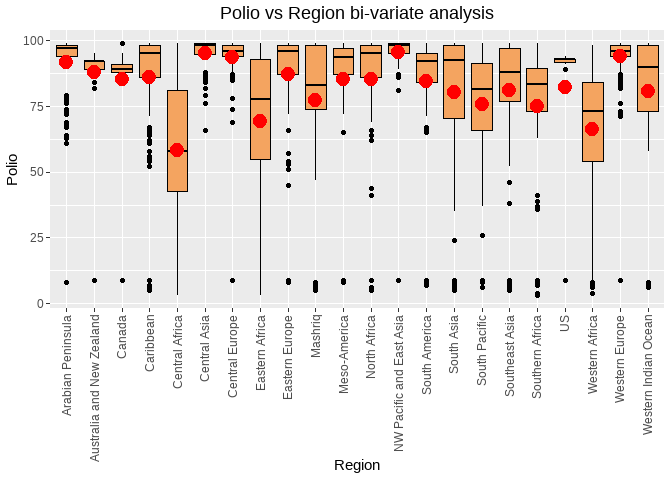 Polio vs Region bi-variate analysis
Polio
100
75
50
25
0
Arabian Peninsula
Australia and New Zealand
Canada
Caribbean
Central Africa
Central Asia
Central Europe
Eastern Africa
Eastern Europe
Mashriq
Meso-America
North Africa
NW Pacific and East Asia
South America
South Asia
South Pacific
Southeast Asia
Southern Africa
US
Western Africa
Western Europe
Western Indian Ocean
Region